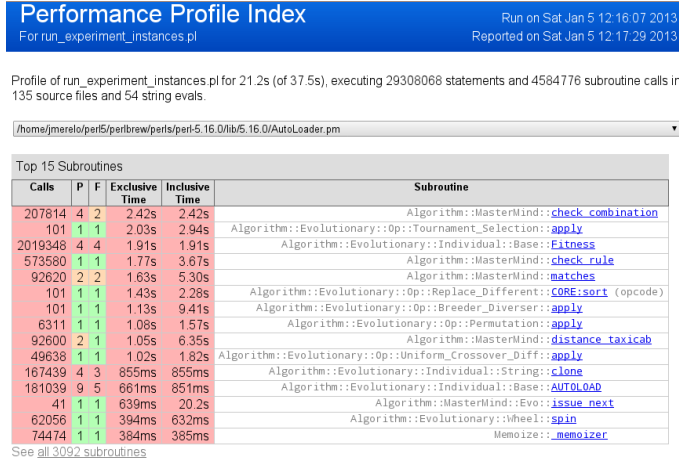 Performance Profile Index
For run_experiment_instances.pl
Run on Sat Jan 5 12:16:07 2013
Reported on Sat Jan 5 12:17:29 2013
Profile of run_experiment_instances.pl for 21.2s (of 37.5s), executing 29308068 statements and 4584776 subroutine calls in
135 source files and 54 string evals.
/home/jmerelo/perl5/perlbrew/perls/perl-5.16.0/lib/5.16.0/AutoLoader.pm
Top 15 Subroutines
Calls P F Exclusive Time Inclusive Time Subroutine
207814 4 2 2.42s 2.42s Algorithm::MasterMind::check_combination
101 1 1 2.03s 2.94s Algorithm::Evolutionary::Op::Tournament_Selection::apply
2019348 4 4 1.91s 1.91s Algorithm::Evolutionary::Individual::Base::Fitness
573580 1 1 1.77s 3.67s Algorithm::MasterMind::check_rule
92620 2 2 1.63s 5.30s Algorithm::MasterMind::matches
101 1 1 1.43s 2.28s Algorithm::Evolutionary::Op::Replace_Different::CORE:sort (opcode)
101 1 1 1.13s 9.41s Algorithm::Evolutionary::Op::Breeder_Diverser::apply
6311 1 1 1.08s 1.57s Algorithm::Evolutionary::Op::Permutation::apply
92600 2 1 1.05s 6.35s Algorithm::MasterMind::distance_taxicab
49638 1 1 1.02s 1.82s Algorithm::Evolutionary::Op::Uniform_Crossover_Diff::apply
167439 4 3 855ms 855ms Algorithm::Evolutionary::Individual::String::clone
181039 9 5 661ms 851ms Algorithm::Evolutionary::Individual::Base::AUTOLOAD
41 1 1 639ms 20.2s Algorithm::MasterMind::Evo::issue_next
62056 1 1 394ms 632ms Algorithm::Evolutionary::Wheel::spin
74474 1 1 384ms 385ms Memoize::_memoizer
See all 3092 subroutines